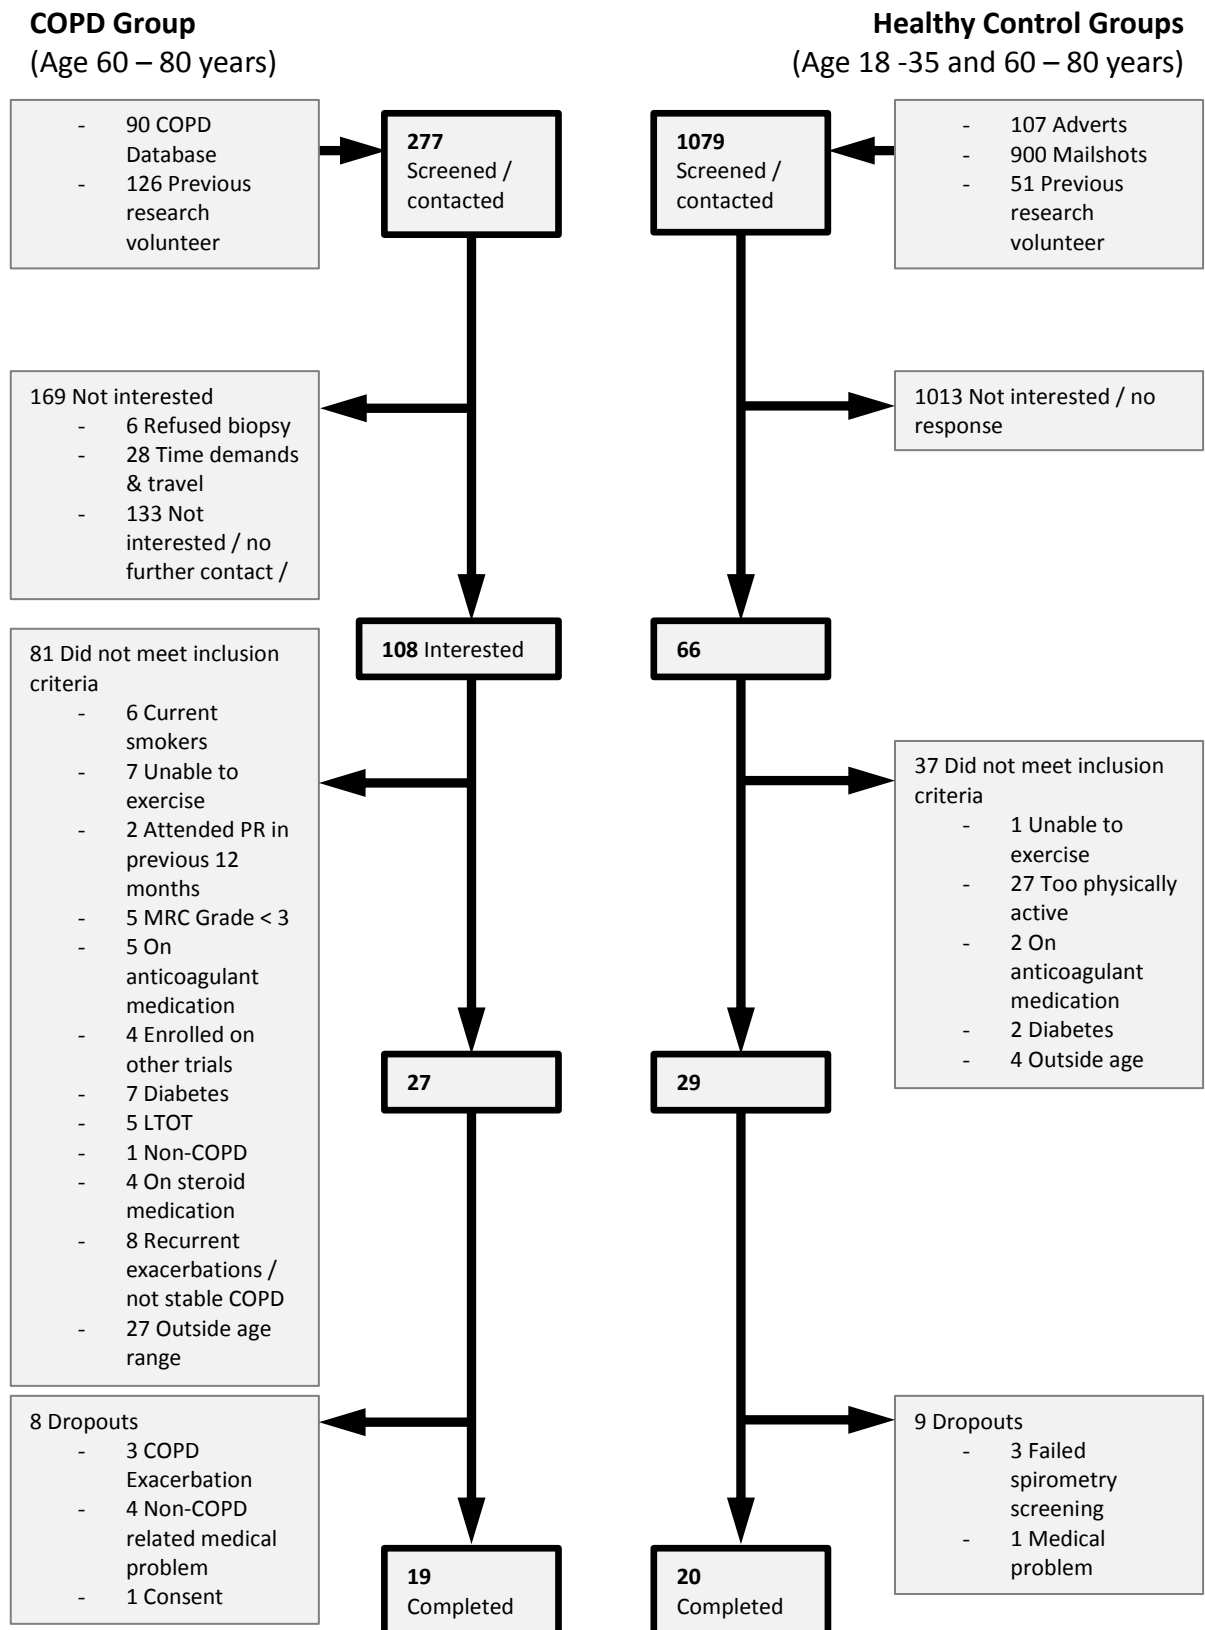 COPD Group
(Age 60 – 80 years)
Healthy Control Groups
(Age 18 -35 and 60 – 80 years)
- 90 COPD
Database
- 126 Previous
research
volunteer
277
Screened /
contacted
1079
Screened /
contacted
- 107 Adverts
- 900 Mailshots
- 51 Previous
research
volunteer
169 Not interested
- 6 Refused biopsy
- 28 Time demands
& travel
- 133 Not
interested / no
further contact /
1013 Not interested / no
response
108 Interested
66
81 Did not meet inclusion
criteria
- 6 Current
smokers
- 7 Unable to
exercise
- 2 Attended PR in
previous 12
months
- 5 MRC Grade < 3
- 5 On
anticoagulant
medication
- 4 Enrolled on
other trials
- 7 Diabetes
- 5 LTOT
- 1 Non-COPD
- 4 On steroid
medication
- 8 Recurrent
exacerbations /
not stable COPD
- 27 Outside age
range
37 Did not meet inclusion
criteria
- 1 Unable to
exercise
- 27 Too physically
active
- 2 On
anticoagulant
medication
- 2 Diabetes
- 4 Outside age
27
29
8 Dropouts
- 3 COPD
Exacerbation
- 4 Non-COPD
related medical
problem
- 1 Consent
9 Dropouts
- 3 Failed
spirometry
screening
- 1 Medical
problem
19
Completed
20
Completed